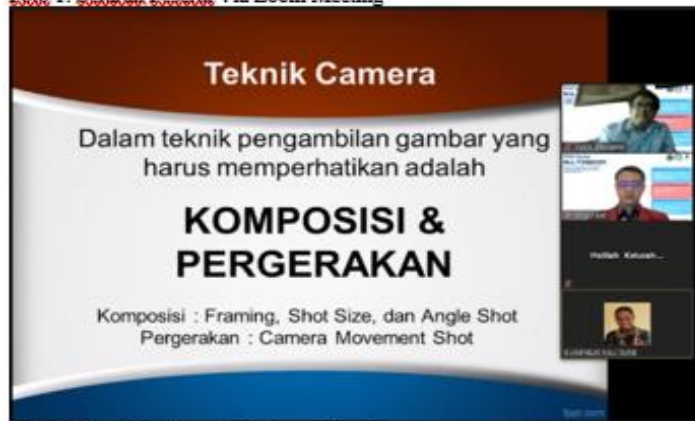 Via Zoom Meeting
Teknik Camera
Dalam teknik pengambilan gambar yang
harus memperhatikan adalah
KOMPOSISI &
PERGERAKAN
Komposisi : Framing, Shot Size, dan Angle Shot
Pergerakan : Camera Movement Shot